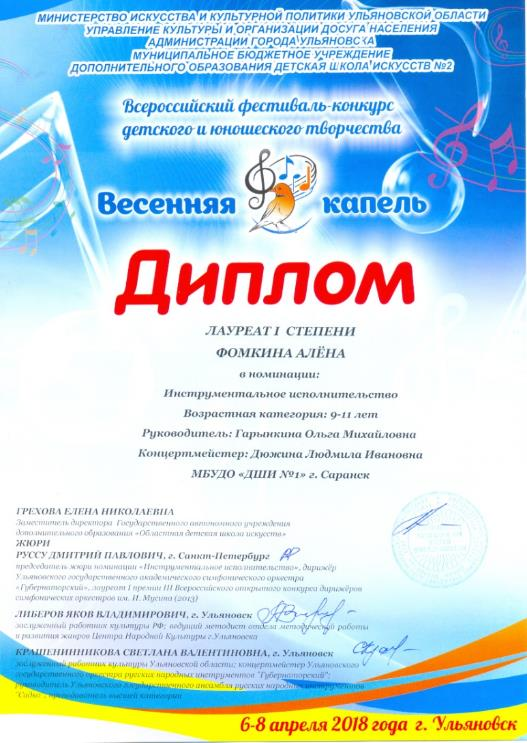 МИНИСТЕРСТВО ИСКУССТВА И КУЛЬТУРНОЙ ПОЛИТИКИ УЛЬЯНОВСКОЙ ОБЛАСТИ
УПРАВЛЕНИЕ КУЛЬТУРЫ И ОРГАНИЗАЦИИ ДОСУГА НАСЕЛЕНИЯ
АДМИНИСТРАЦИИ ГОРОДА УЛЬЯНОВСКА
МУНИЦИПАЛЬНОЕ БЮДЖЕТНОЕ УЧРЕЖДЕНИЕ
ДОПОЛНИТЕЛЬНОГО ОБРАЗОВАНИЯ ДЕТСКАЯ ШКОЛА ИСКУССТВ №2
Всероссийский фестиваль-конкурс
детского и юношеского творчества
Весенняя капель
Диплом
ЛАУРЕАТ I СТЕПЕНИ
ФОМКИНА АЛЁНА
в номинации:
Инструментальное исполнительство
Возрастная категория: 9-11 лет
Руководитель: Гарынкина Ольга Михайловна
Концертмейстер: Дюжина Людмила Ивановна
МБУДО «ДШИ №1» г. Саранск
ГРЕХОВА ЕЛЕНА НИКОЛАЕВНА
Заместитель директора Государственного автономного учреждения
дополнительного образования «Областная детская школа искусств»
ЖЮРИ
РУССУ ДМИТРИЙ ПАВЛОВИЧ, г. Санкт-Петербург
председатель жюри номинации «Инструментальное исполнительство», дирижёр
Ульяновского государственного академического симфонического оркестра
«Губернаторский», лауреат I премии III Всероссийского открытого конкурса дирижёров
симфонических оркестров им. И. Мусина (2013)
ЛИБЕРОВ ЯКОВ ВЛАДИМИРОВИЧ, г. Ульяновск
заслуженный работник культуры РФ; ведущий методист отдела методической работы
и развития жанров Центра Народной Культуры г.Ульяновска
КРАШЕНИННИКОВА СВЕТЛАНА ВАЛЕНТИНОВНА, г. Ульяновск
заслуженный работник культуры Ульяновской области; концертмейстер Ульяновского
государственного оркестра русских народных инструментов "Губернаторский";
руководитель Ульяновского государственного ансамбля русских народных инструментов
"Садко", преподаватель высшей категории
6-8 апреля 2018 года г. Ульяновск